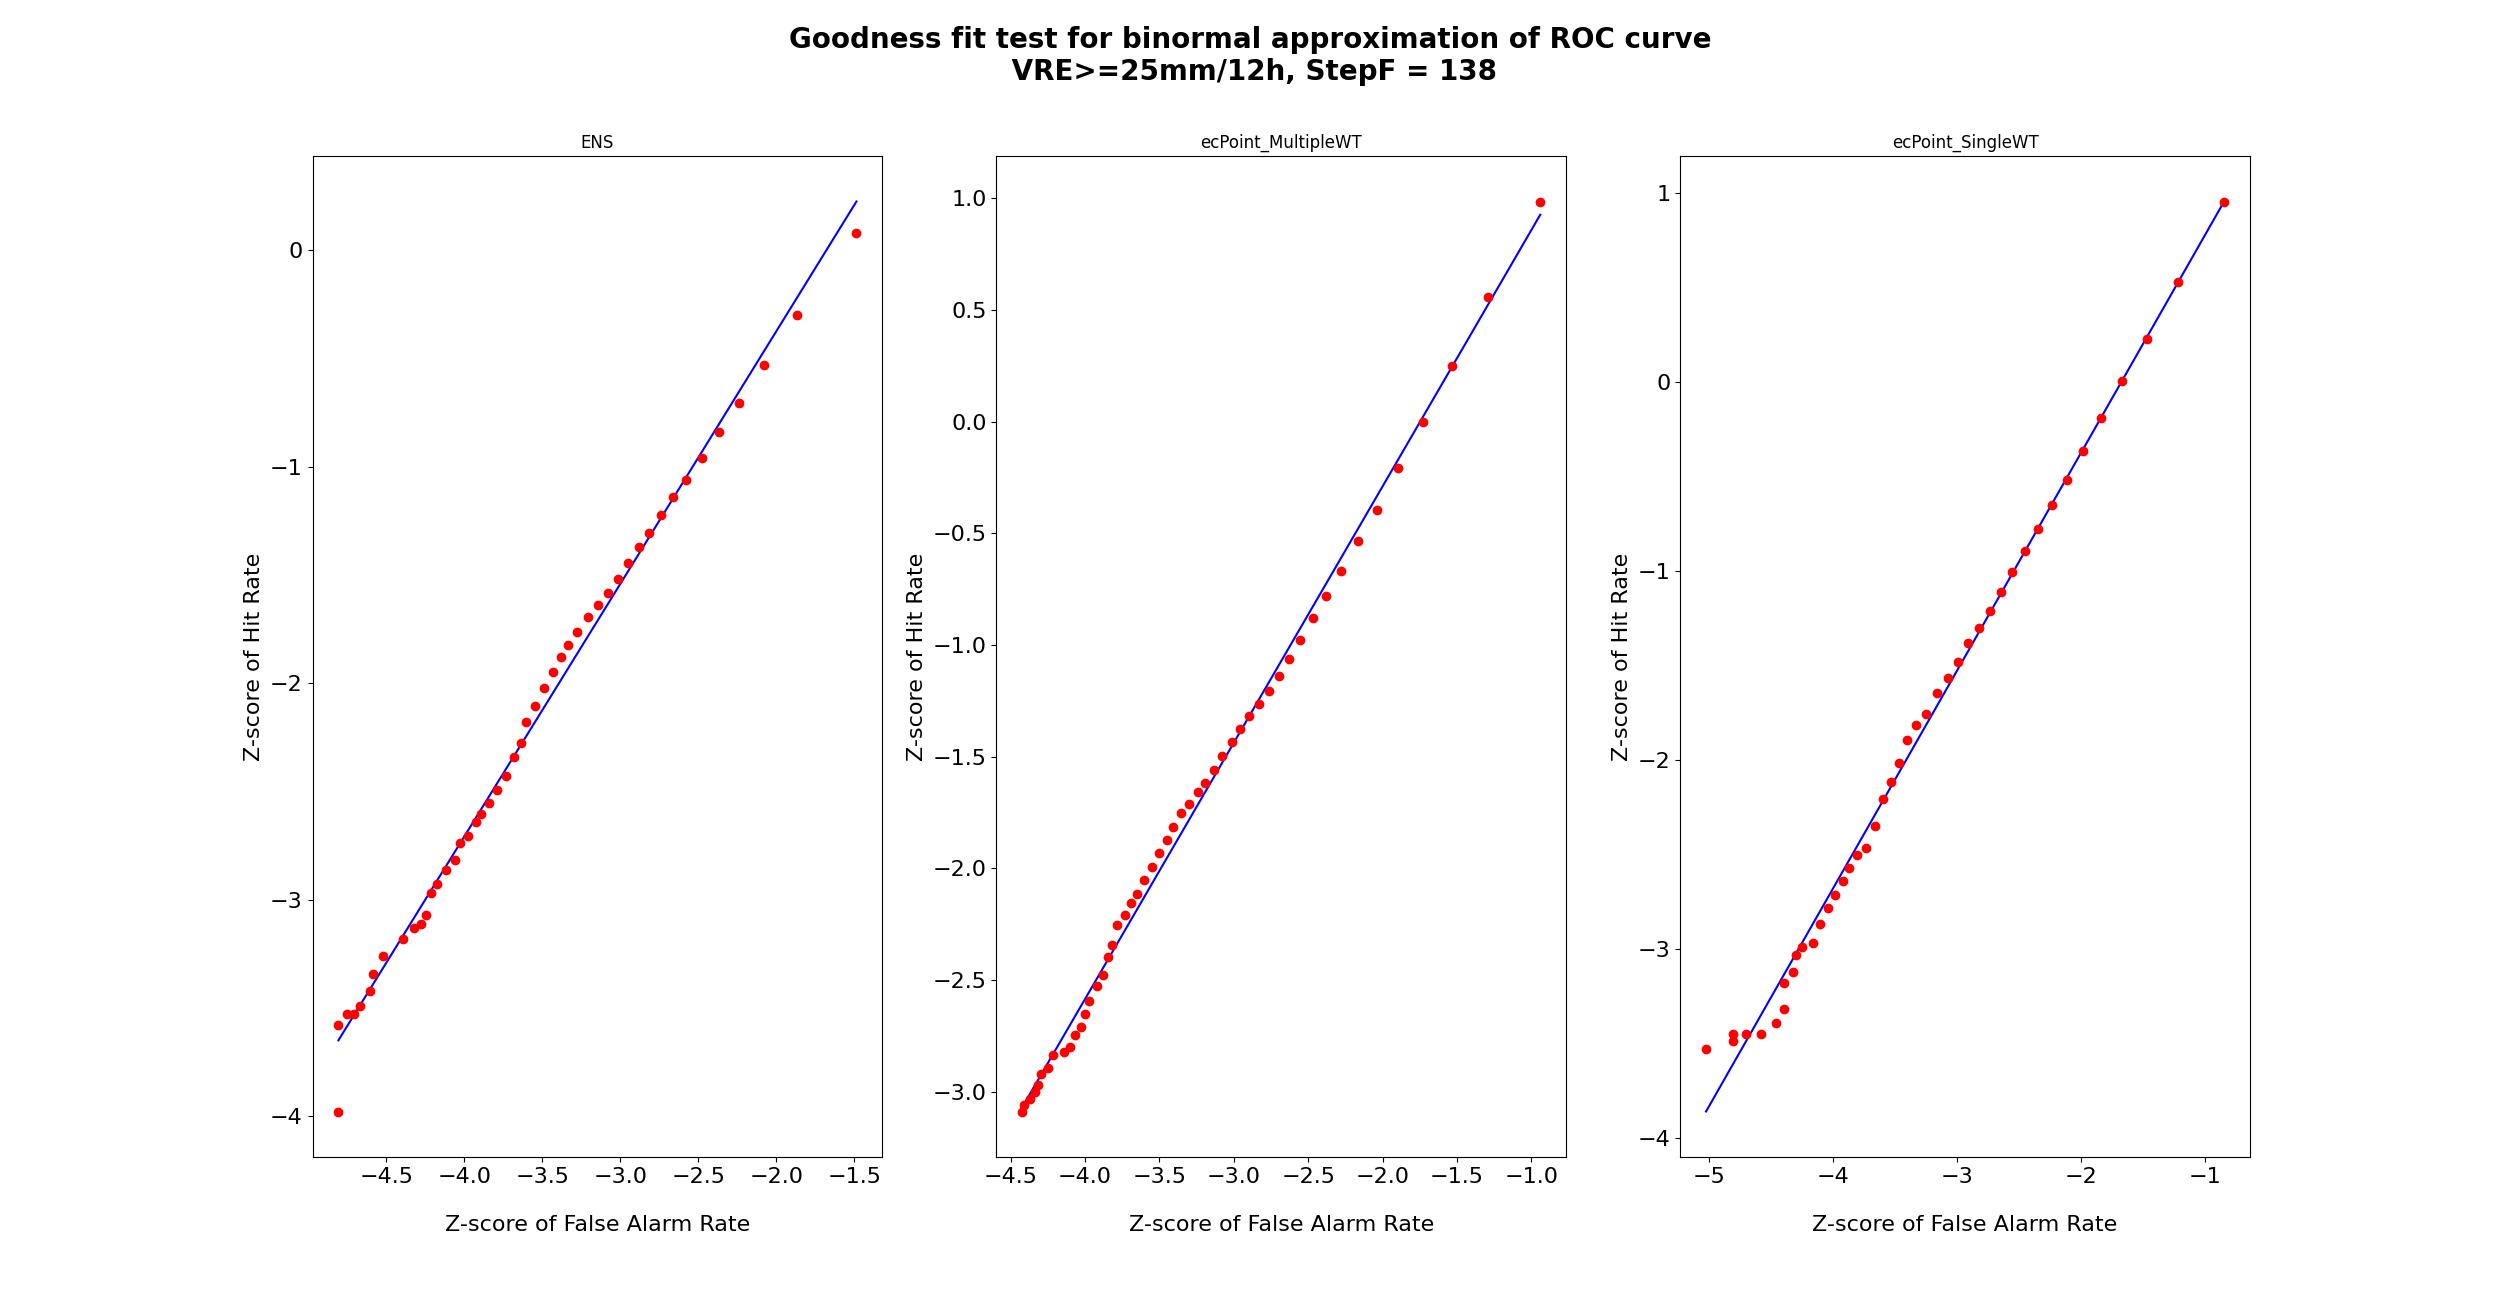 Goodness fit test for binormal approximation of ROC curve
VRE>=25mm/12h, StepF = 138
ENS
0
−1
−2
−3
−4
−4.5 −4.0 −3.5 −3.0 −2.5 −2.0 −1.5
Z-score of Hit Rate
Z-score of False Alarm Rate
ecPoint_MultipleWT
1.0
0.5
0.0
−0.5
−1.0
−1.5
−2.0
−2.5
−3.0
−4.5 −4.0 −3.5 −3.0 −2.5 −2.0 −1.5 −1.0
Z-score of Hit Rate
Z-score of False Alarm Rate
ecPoint_SingleWT
1
0
−1
−2
−3
−4
−5 −4 −3 −2 −1
Z-score of Hit Rate
Z-score of False Alarm Rate